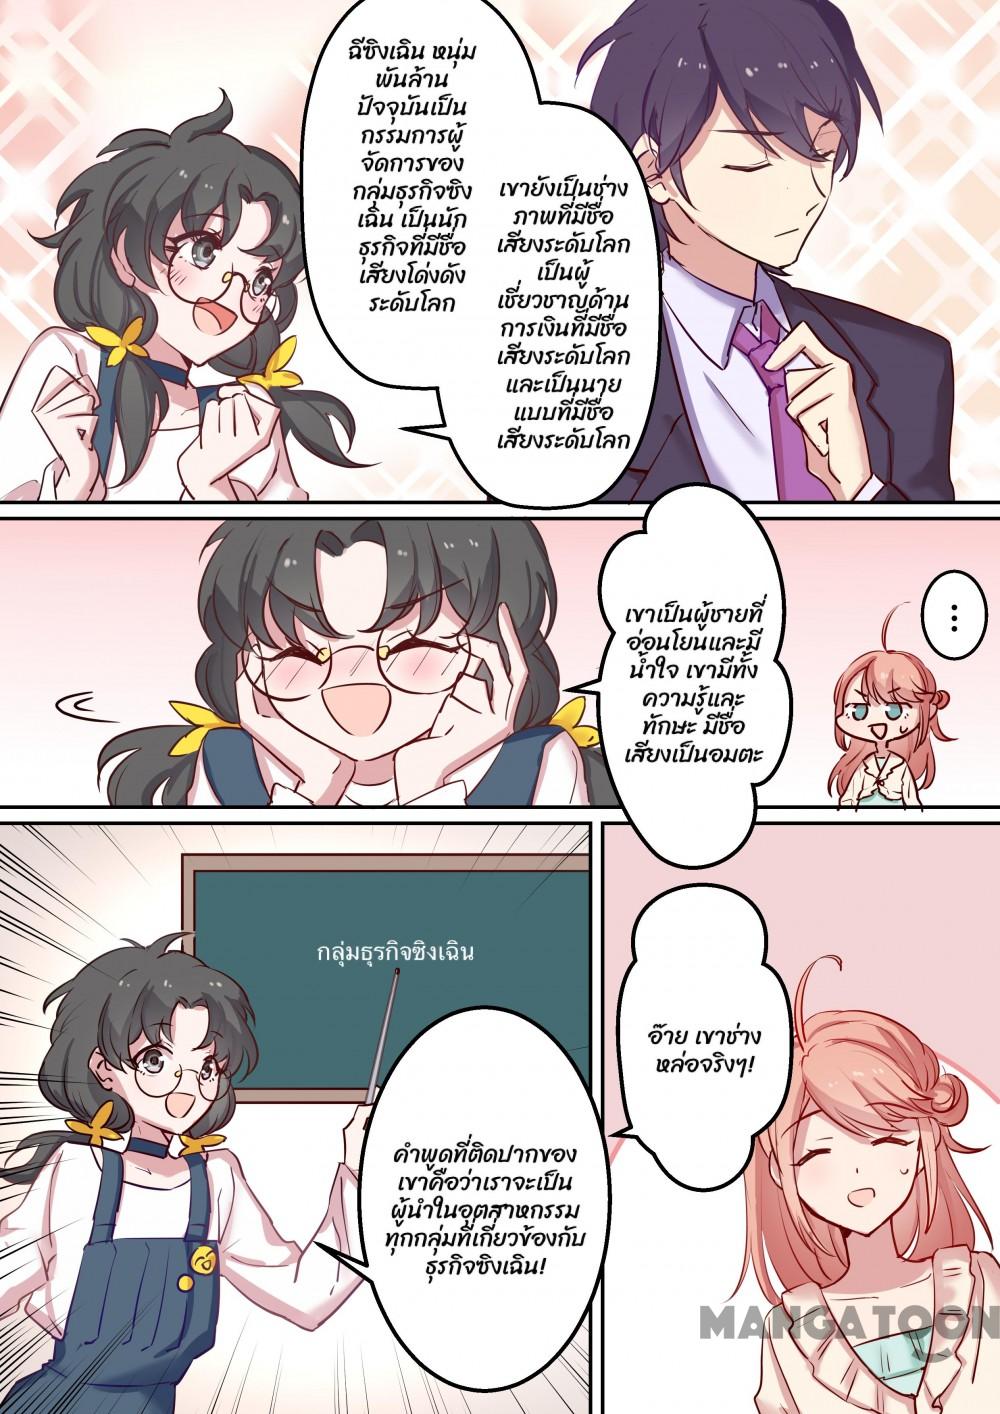 ฉีซิงเฉิน หนุ่ม
พันล้าน
ปัจจุบันเป็น
กรรมการผู้
จัดการของ
กลุ่มธุรกิจซิง
เฉิน เป็นนัก
ธุรกิจที่มีชื่อ
เสียงโด่งดัง
ระดับโลก
เขายังเป็นช่าง
ภาพที่มีชื่อ
เสียงระดับโลก
เป็นผู้
เชี่ยวชาญด้าน
การเงินที่มีชื่อ
เสียงระดับโลก
และเป็นนาย
แบบที่มีชื่อ
เสียงระดับโลก
เขาเป็นผู้ชายที่
อ่อนโยนและมี
น้ำใจ เขามีทั้ง
ความรู้และ
ทักษะ มีชื่อ
เสียงเป็นอมตะ
...
กลุ่มธุรกิจซิงเฉิน
อ๊าย เขาช่าง
หล่อจริงๆ!
คำพูดที่ติดปากของ
เขาคือว่าเราจะเป็น
ผู้นำในอุตสาหกรรม
ทุกกลุ่มที่เกี่ยวข้องกับ
ธุรกิจซิงเฉิน!
MANGATOON